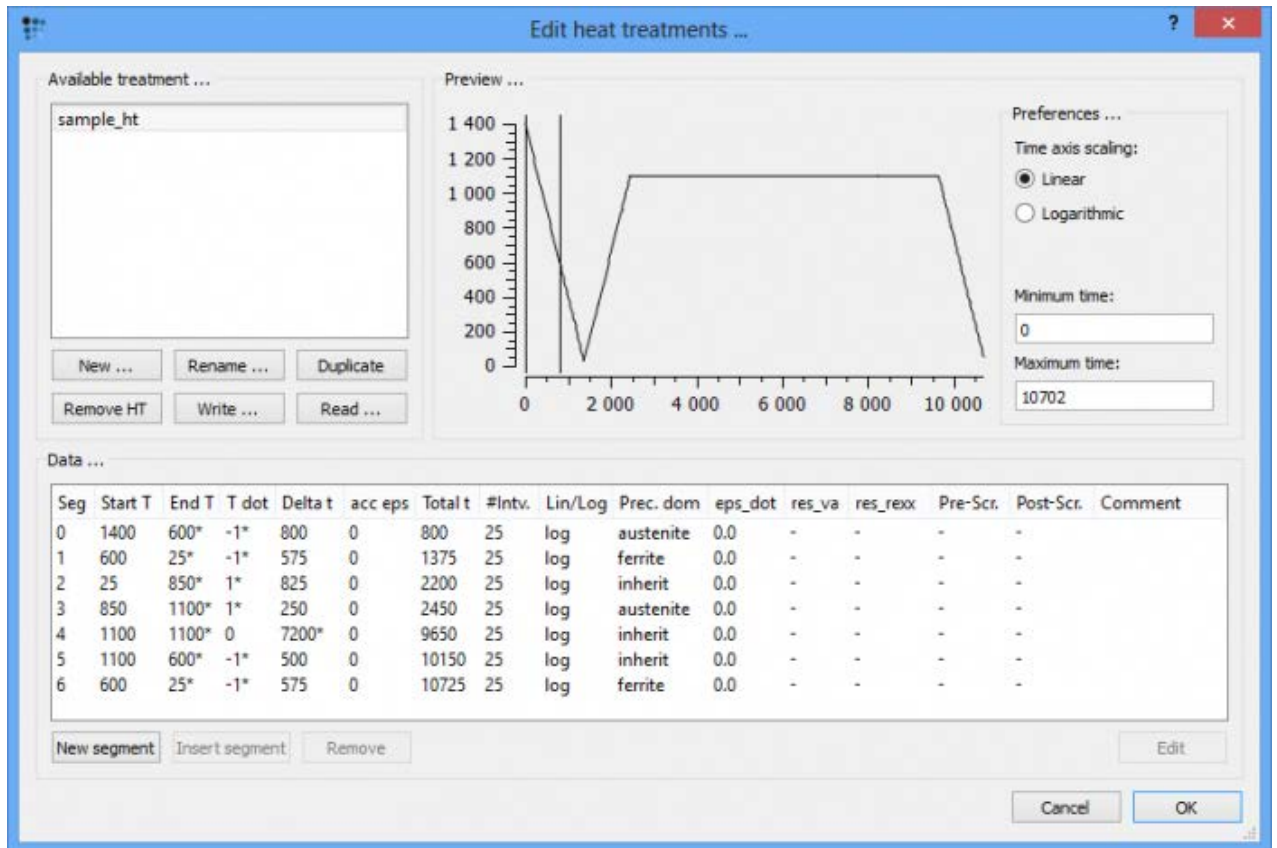 Edit heat treatments ...
?
Available treatment ...
sample_ht
New ... Rename ... Duplicate
Remove HT Write ... Read ...
Preview ...
1 400
1 200
1 000
800
600
400
200
0
0 2 000 4 000 6 000 8 000 10 000
Preferences ...
Time axis scaling:
Linear
Logarithmic
Minimum time:
0
Maximum time:
10702
Data ...
Seg Start T End T T dot Delta t acc eps Total t #Intv. Lin/Log Prec. dom eps_dot res_va res_rexx Pre-Scr. Post-Scr. Comment
0 1400 600* -1* 800 0 800 25 log austenite 0.0 - - - -
1 600 25* -1* 575 0 1375 25 log ferrite 0.0 - - - -
2 25 850* 1* 825 0 2200 25 log inherit 0.0 - - - -
3 850 1100* 1* 250 0 2450 25 log austenite 0.0 - - - -
4 1100 1100* 0 7200* 0 9650 25 log inherit 0.0 - - - -
5 1100 600* -1* 500 0 10150 25 log inherit 0.0 - - - -
6 600 25* -1* 575 0 10725 25 log ferrite 0.0 - - - -
New segment Insert segment Remove Edit
Cancel OK